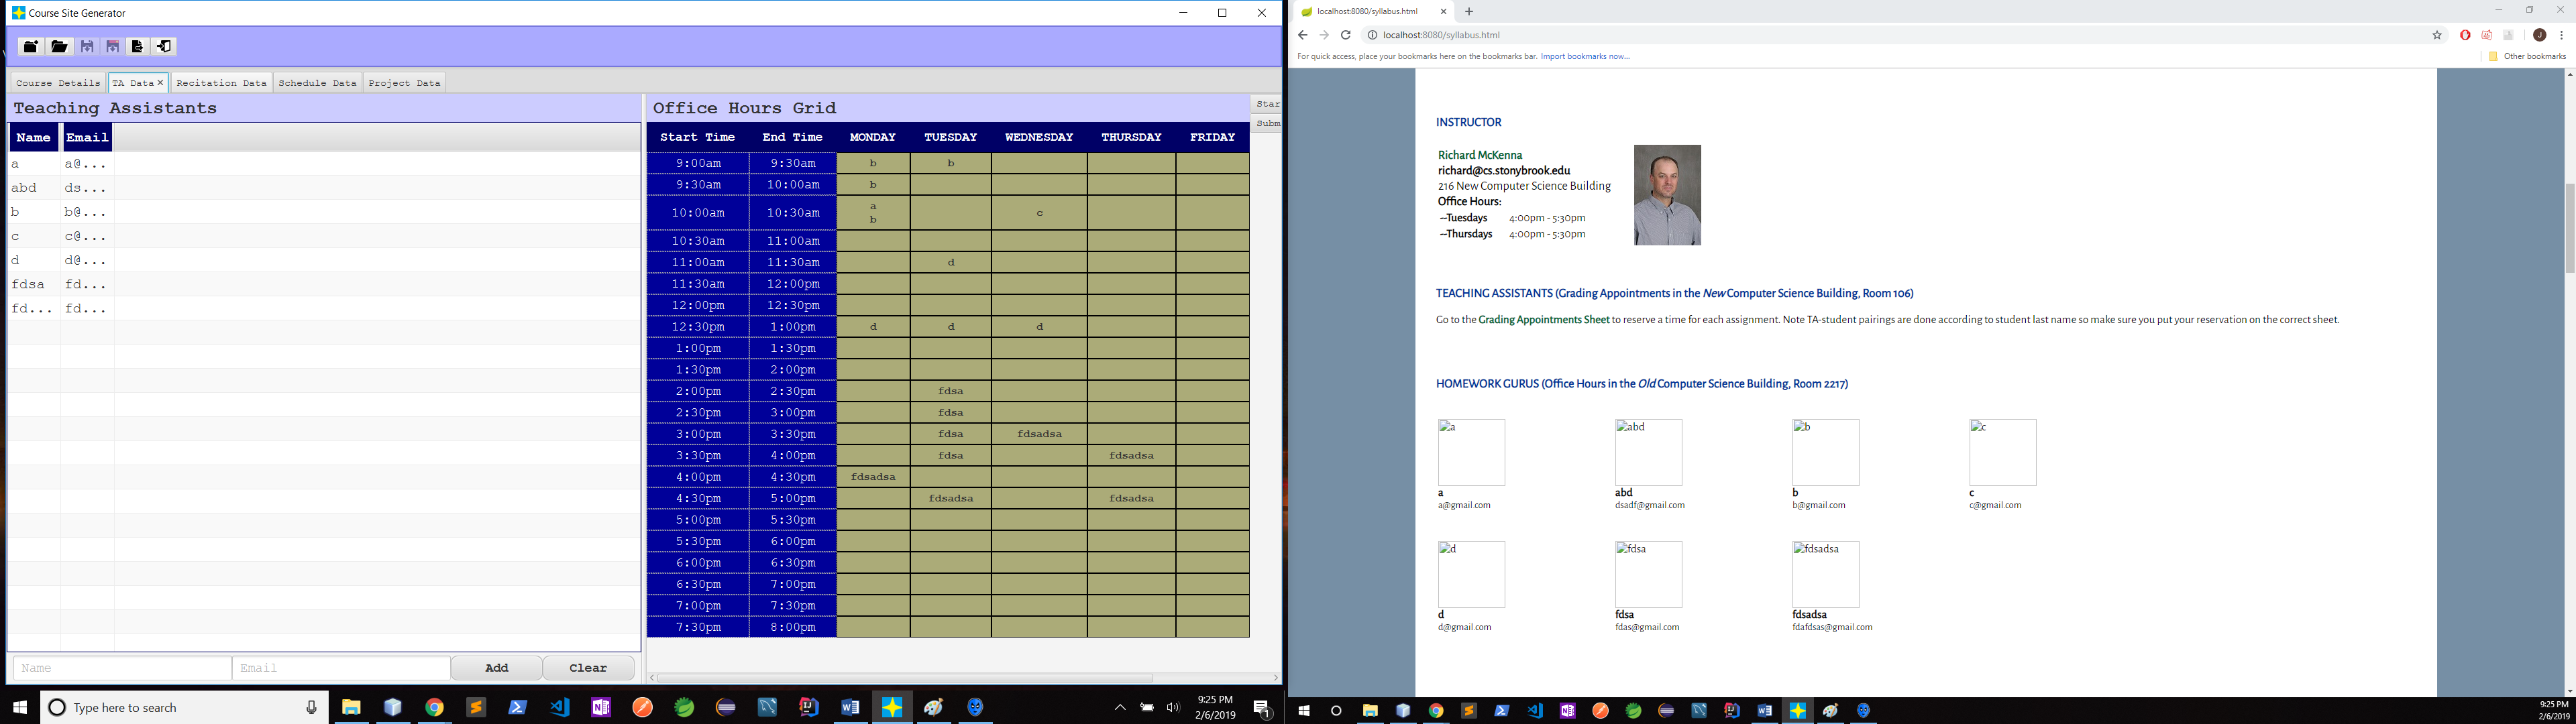 Course Site Generator
Course Details
TA Data
Recitation Data
Schedule Data
Project Data
Teaching Assistants
Name Email
a a@...
abd ds...
b b@...
c c@...
d d@...
fdsa fd...
fd... fd...
Name Email Add Clear
Office Hours Grid
Star
Subm
Start Time End Time MONDAY TUESDAY WEDNESDAY THURSDAY FRIDAY
9:00am 9:30am b b
9:30am 10:00am b
10:00am 10:30am a b c
10:30am 11:00am
11:00am 11:30am d
11:30am 12:00pm
12:00pm 12:30pm
12:30pm 1:00pm d d d
1:00pm 1:30pm
1:30pm 2:00pm
2:00pm 2:30pm fdsa
2:30pm 3:00pm fdsa
3:00pm 3:30pm fdsa fdsadsa
3:30pm 4:00pm fdsa fdsadsa
4:00pm 4:30pm fdsadsa
4:30pm 5:00pm fdsadsa fdsadsa
5:00pm 5:30pm
5:30pm 6:00pm
6:00pm 6:30pm
6:30pm 7:00pm
7:00pm 7:30pm
7:30pm 8:00pm
Type here to search
9:25 PM
2/6/2019
1
localhost:8080/syllabus.html
localhost:8080/syllabus.html
J
For quick access, place your bookmarks here on the bookmarks bar. Import bookmarks now...
Other bookmarks
INSTRUCTOR
Richard McKenna
richard@cs.stonybrook.edu
216 New Computer Science Building
Office Hours:
--Tuesdays 4:00pm - 5:30pm
--Thursdays 4:00pm - 5:30pm
TEACHING ASSISTANTS (Grading Appointments in the New Computer Science Building, Room 106)
Go to the Grading Appointments Sheet to reserve a time for each assignment. Note TA-student pairings are done according to student last name so make sure you put your reservation on the correct sheet.
HOMEWORK GURUS (Office Hours in the Old Computer Science Building, Room 2217)
a abd b c
a abd b c
a@gmail.com dsadf@gmail.com b@gmail.com c@gmail.com
d fdsa fdsadsa
d fdsa fdsadsa
d@gmail.com fdas@gmail.com fdafdsas@gmail.com
9:25 PM
2/6/2019